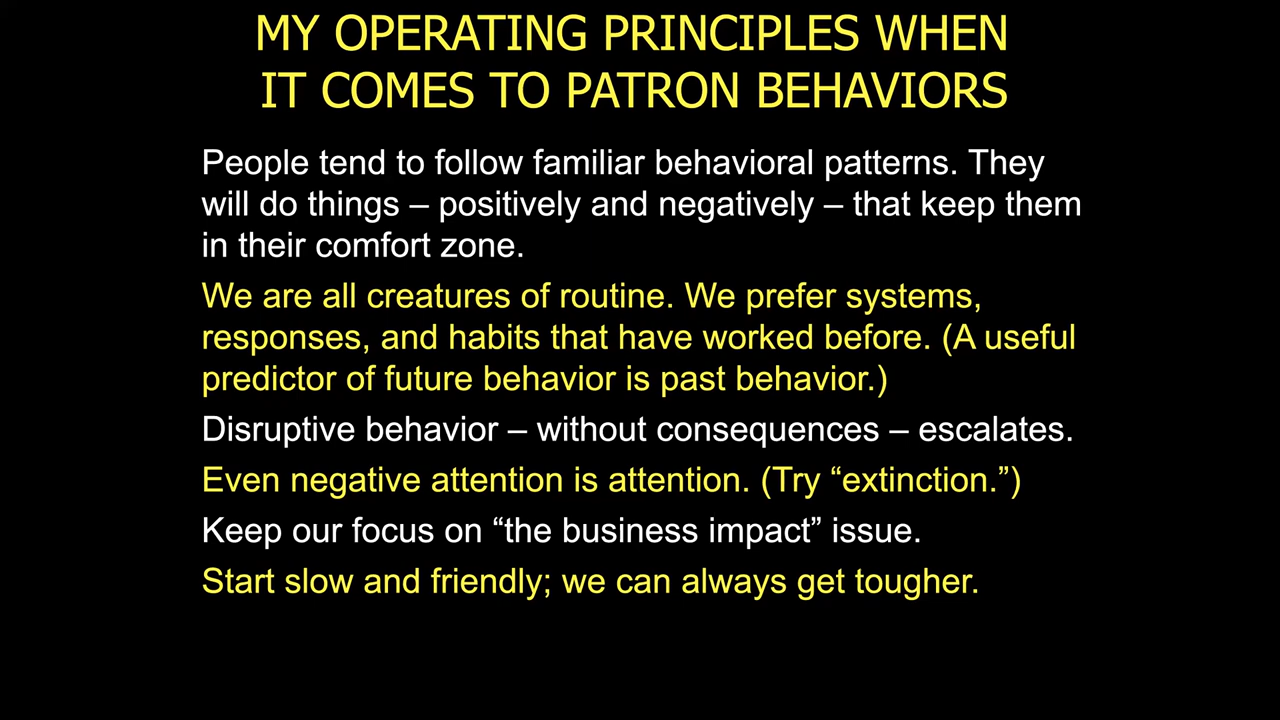 MY OPERATING PRINCIPLES WHEN
IT COMES TO PATRON BEHAVIORS
People tend to follow familiar behavioral patterns. They
will do things – positively and negatively – that keep them
in their comfort zone.
We are all creatures of routine. We prefer systems,
responses, and habits that have worked before. (A useful
predictor of future behavior is past behavior.)
Disruptive behavior – without consequences – escalates.
Even negative attention is attention. (Try “extinction.”)
Keep our focus on “the business impact” issue.
Start slow and friendly; we can always get tougher.